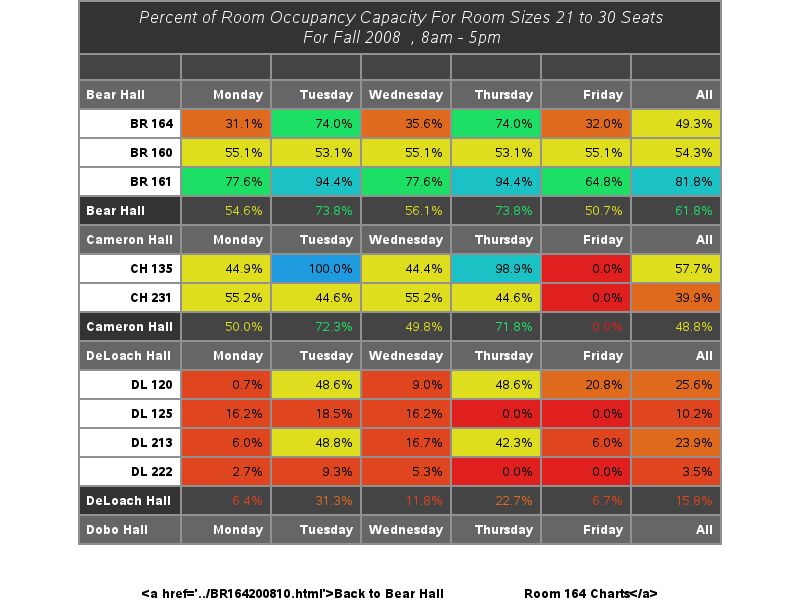 Percent of Room Occupancy Capacity For Room Sizes 21 to 30 Seats
For Fall 2008 , 8am - 5pm
Bear Hall Monday Tuesday Wednesday Thursday Friday All
BR 164 31.1% 74.0% 35.6% 74.0% 32.0% 49.3%
BR 160 55.1% 53.1% 55.1% 53.1% 55.1% 54.3%
BR 161 77.6% 94.4% 77.6% 94.4% 64.8% 81.8%
Bear Hall 54.6% 73.8% 56.1% 73.8% 50.7% 61.8%
Cameron Hall Monday Tuesday Wednesday Thursday Friday All
CH 135 44.9% 100.0% 44.4% 98.9% 0.0% 57.7%
CH 231 55.2% 44.6% 55.2% 44.6% 0.0% 39.9%
Cameron Hall 50.0% 72.3% 49.8% 71.8% 0.0% 48.8%
DeLoach Hall Monday Tuesday Wednesday Thursday Friday All
DL 120 0.7% 48.6% 9.0% 48.6% 20.8% 25.6%
DL 125 16.2% 18.5% 16.2% 0.0% 0.0% 10.2%
DL 213 6.0% 48.8% 16.7% 42.3% 6.0% 23.9%
DL 222 2.7% 9.3% 5.3% 0.0% 0.0% 3.5%
DeLoach Hall 6.4% 31.3% 11.8% 22.7% 6.7% 15.8%
Dobo Hall Monday Tuesday Wednesday Thursday Friday All
<a href='../BR164200810.html'>Back to Bear Hall Room 164 Charts</a>